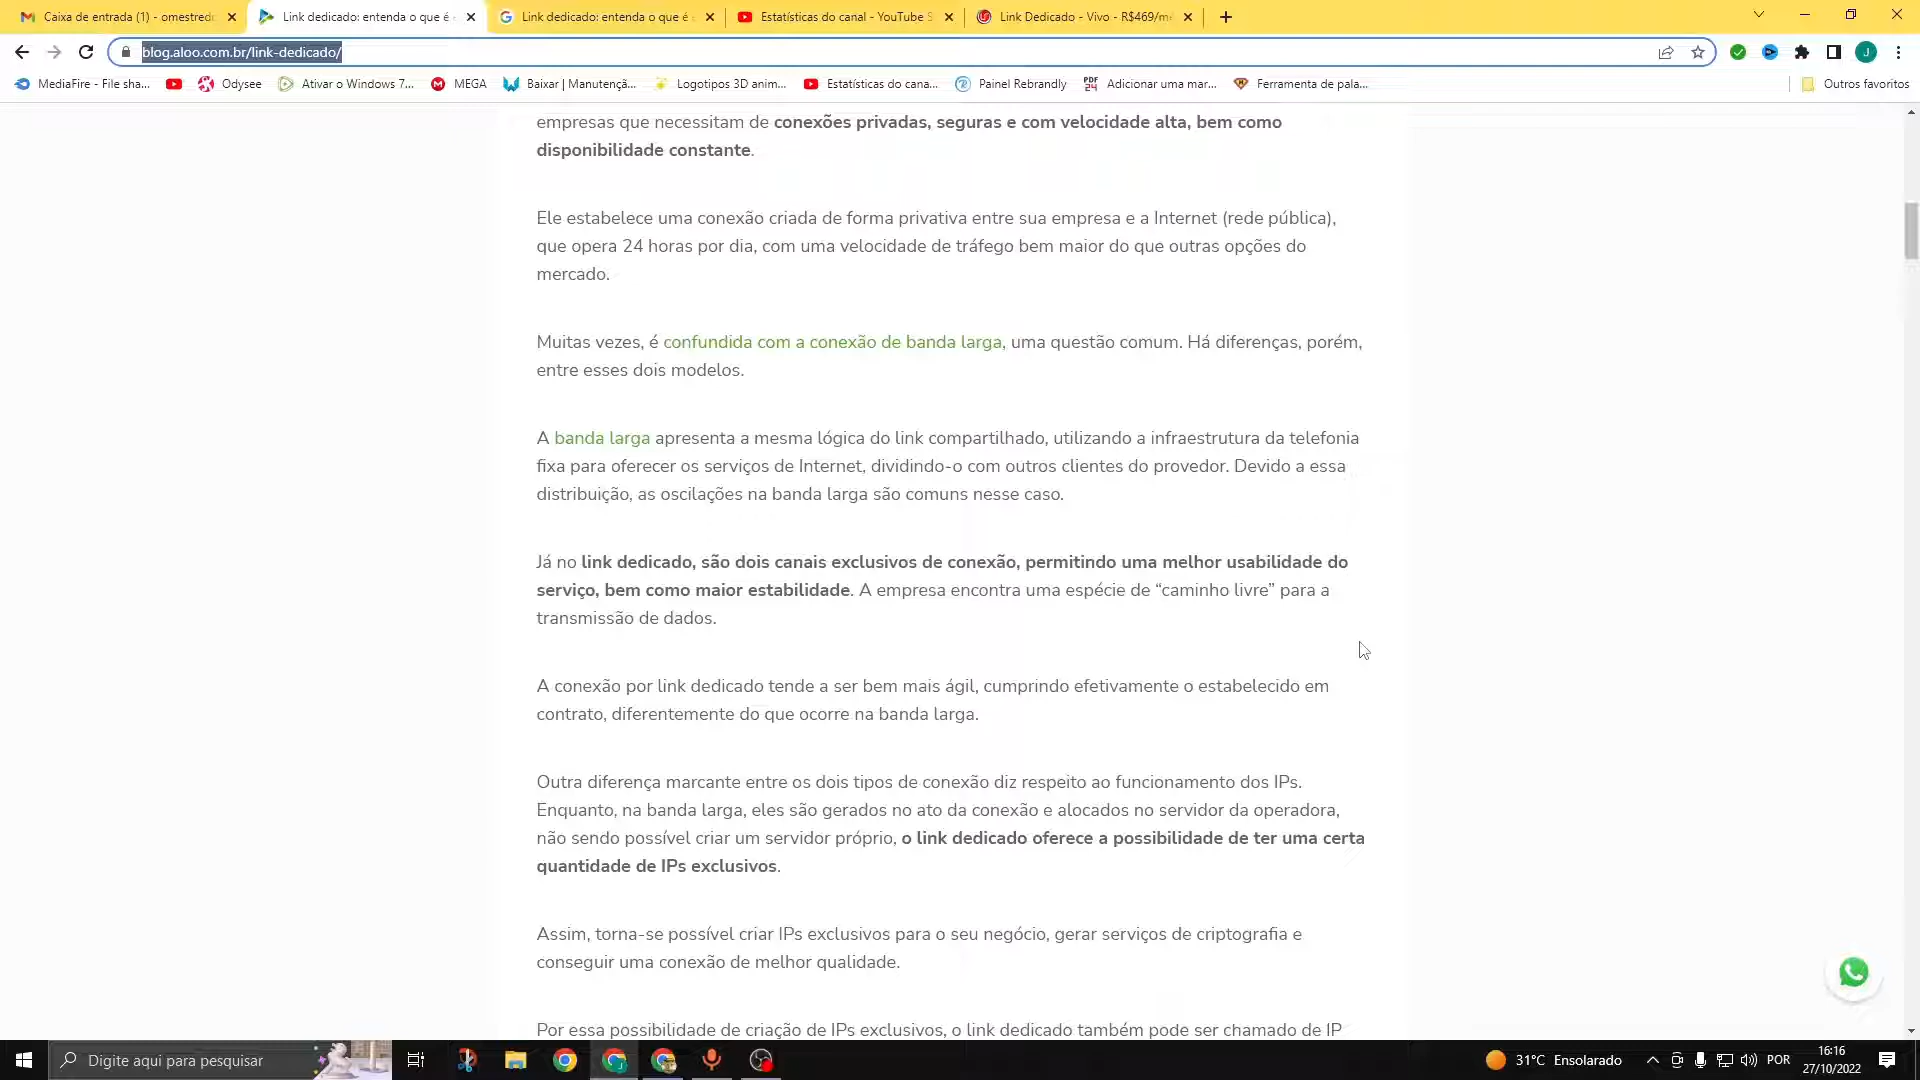 Caixa de entrada (1) - omestred
Link dedicado: entenda o que é
Link dedicado: entenda o que é
Estatísticas do canal - YouTube S
Link Dedicado - Vivo - R$469/m
blog.aloo.com.br/link-dedicado/
MediaFire - File sha...
Odysee
Ativar o Windows 7...
MEGA
Baixar | Manutençã...
Logotipos 3D anim...
Estatísticas do cana...
Painel Rebrandly
PDF
24
Adicionar uma mar...
Ferramenta de pala...
Outros favoritos
empresas que necessitam de conexões privadas, seguras e com velocidade alta, bem como
disponibilidade constante.
Ele estabelece uma conexão criada de forma privativa entre sua empresa e a Internet (rede pública),
que opera 24 horas por dia, com uma velocidade de tráfego bem maior do que outras opções do
mercado.
Muitas vezes, é confundida com a conexão de banda larga, uma questão comum. Há diferenças, porém,
entre esses dois modelos.
A banda larga apresenta a mesma lógica do link compartilhado, utilizando a infraestrutura da telefonia
fixa para oferecer os serviços de Internet, dividindo-o com outros clientes do provedor. Devido a essa
distribuição, as oscilações na banda larga são comuns nesse caso.
Já no link dedicado, são dois canais exclusivos de conexão, permitindo uma melhor usabilidade do
serviço, bem como maior estabilidade. A empresa encontra uma espécie de “caminho livre” para a
transmissão de dados.
A conexão por link dedicado tende a ser bem mais ágil, cumprindo efetivamente o estabelecido em
contrato, diferentemente do que ocorre na banda larga.
Outra diferença marcante entre os dois tipos de conexão diz respeito ao funcionamento dos IPs.
Enquanto, na banda larga, eles são gerados no ato da conexão e alocados no servidor da operadora,
não sendo possível criar um servidor próprio, o link dedicado oferece a possibilidade de ter uma certa
quantidade de IPs exclusivos.
Assim, torna-se possível criar IPs exclusivos para o seu negócio, gerar serviços de criptografia e
conseguir uma conexão de melhor qualidade.
Por essa possibilidade de criação de IPs exclusivos, o link dedicado também pode ser chamado de IP
Digite aqui para pesquisar
31°C Ensolarado
POR
16:16
27/10/2022